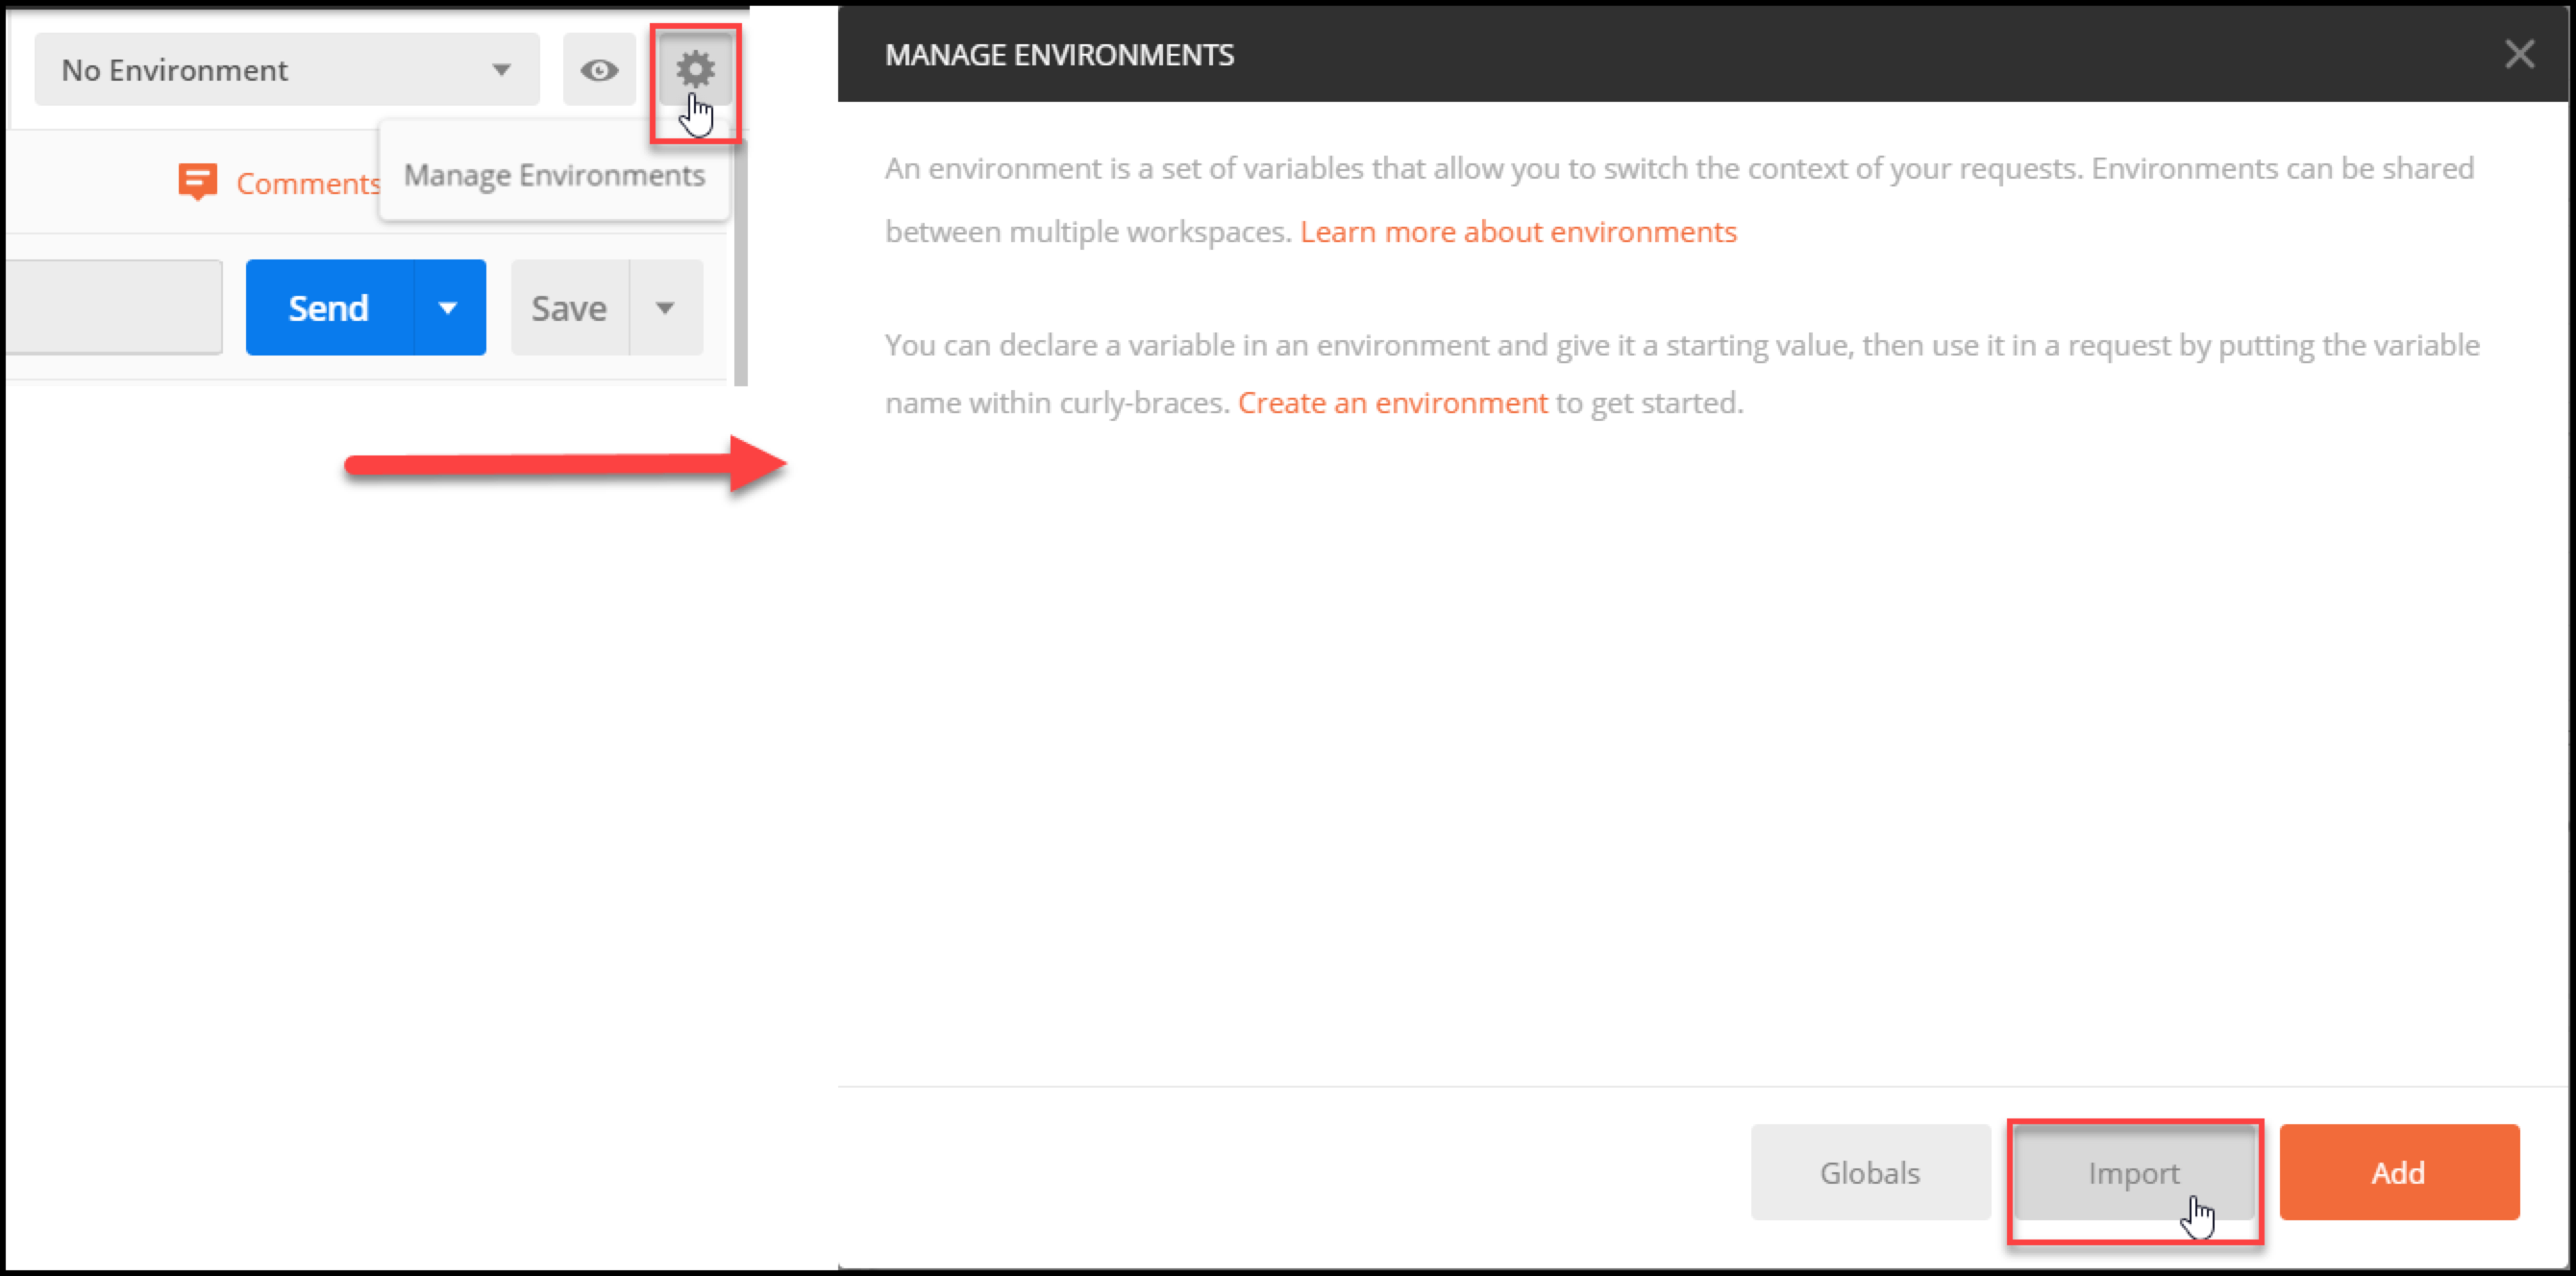 No Environment
Comments
Manage Environments
Send
Save
MANAGE ENVIRONMENTS
An environment is a set of variables that allow you to switch the context of your requests. Environments can be shared
between multiple workspaces. Learn more about environments
You can declare a variable in an environment and give it a starting value, then use it in a request by putting the variable
name within curly-braces. Create an environment to get started.
Globals
Import
Add